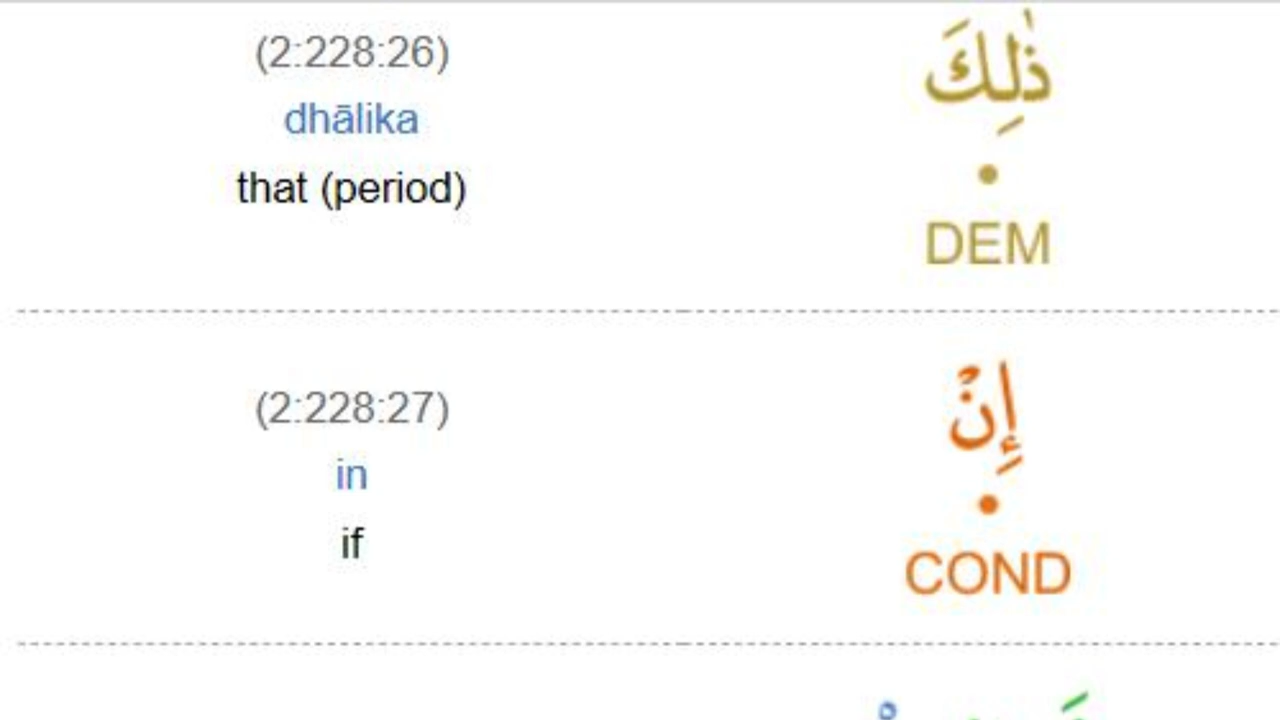 (2:228:26)
dhālika
that (period)
ذَٰلِكَ
DEM
(2:228:27)
in
if
إِنْ
COND